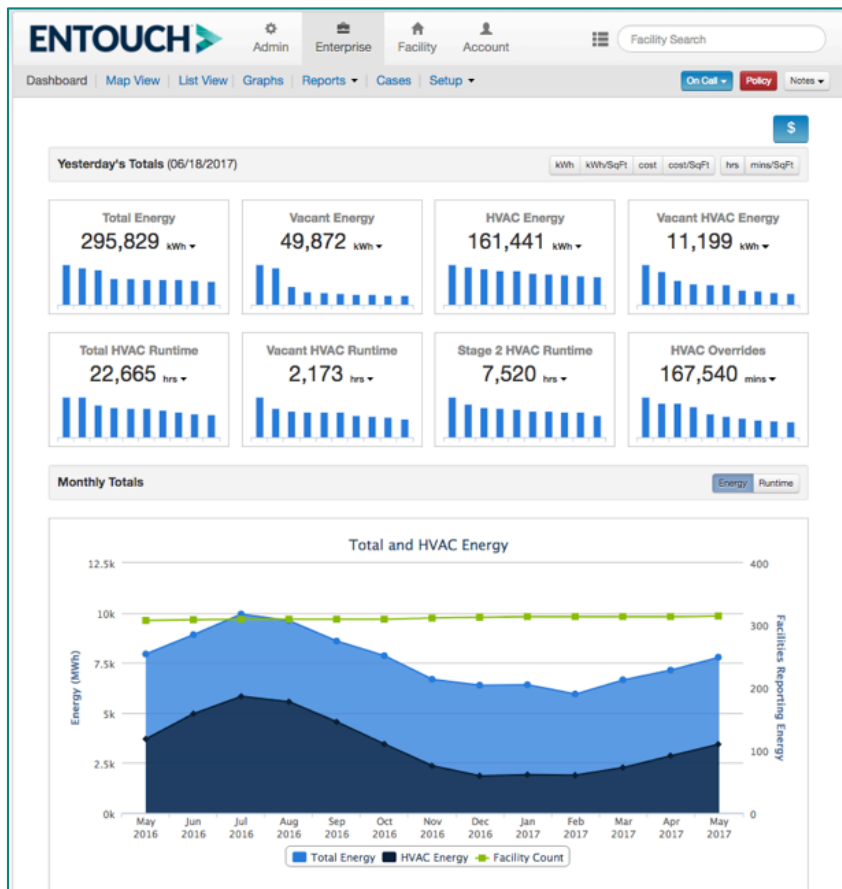 ENTOUCH
Admin Enterprise Facility Account Facility Search
Dashboard Map View List View Graphs Reports Cases Setup On Call Policy Notes
$
Yesterday's Totals (06/18/2017) kWh kWh/SqFt cost cost/SqFt hrs mins/SqFt
Total Energy Vacant Energy HVAC Energy Vacant HVAC Energy
295,829 kWh 49,872 kWh 161,441 kWh 11,199 kWh
Total HVAC Runtime Vacant HVAC Runtime Stage 2 HVAC Runtime HVAC Overrides
22,665 hrs 2,173 hrs 7,520 hrs 167,540 mins
Monthly Totals Energy Runtime
Total and HVAC Energy
12.5k 400
10k 300
7.5k 200
5k 100
2.5k 0
0k
Energy (MWh)
Facilities Reporting Energy
May Jun Jul Aug Sep Oct Nov Dec Jan Feb Mar Apr May
2016 2016 2016 2016 2016 2016 2016 2016 2017 2017 2017 2017 2017
Total Energy HVAC Energy Facility Count